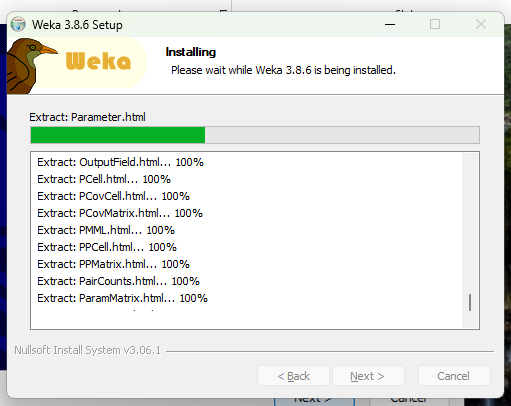 Weka 3.8.6 Setup
Weka
Installing
Please wait while Weka 3.8.6 is being installed.
Extract: Parameter.html
Extract: OutputField.html... 100%
Extract: PCell.html... 100%
Extract: PCovCell.html... 100%
Extract: PCovMatrix.html... 100%
Extract: PMML.html... 100%
Extract: PPCell.html... 100%
Extract: PPMatrix.html... 100%
Extract: PairCounts.html... 100%
Extract: ParamMatrix.html... 100%
Nullsoft Install System v3.06.1
< Back Next > Cancel
Next > Cancel